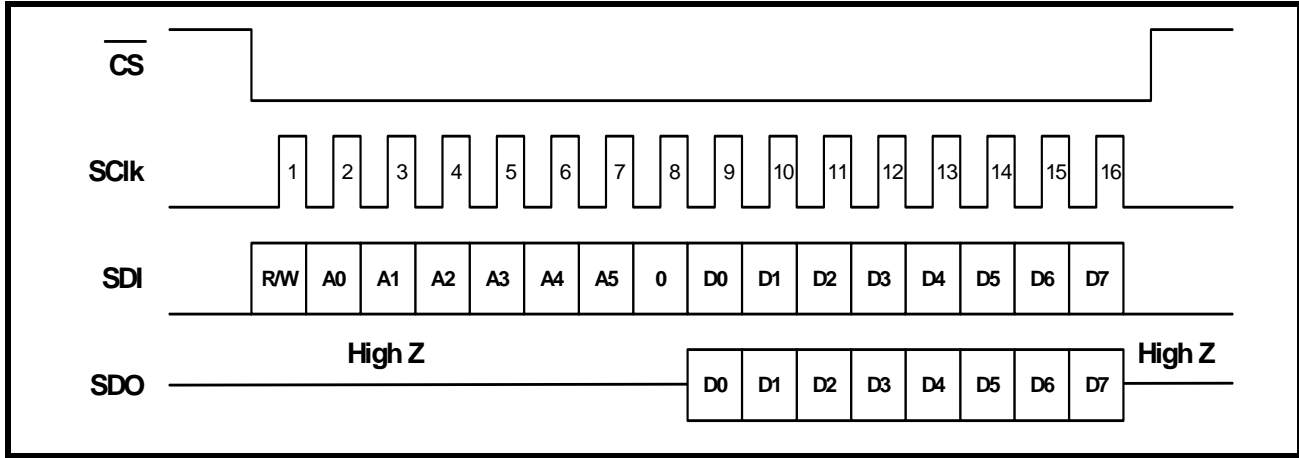 CS
SClk 1 2 3 4 5 6 7 8 9 10 11 12 13 14 15 16
SDI R/W A0 A1 A2 A3 A4 A5 0 D0 D1 D2 D3 D4 D5 D6 D7
High Z High Z
SDO D0 D1 D2 D3 D4 D5 D6 D7